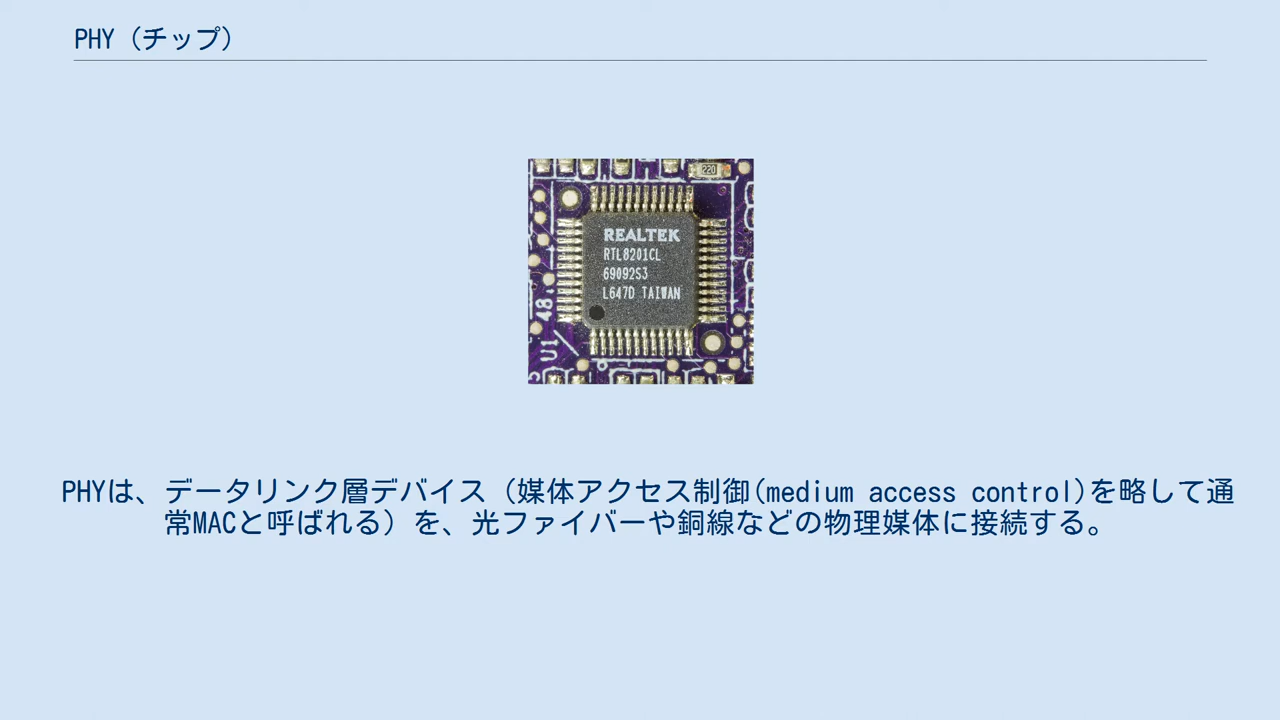 PHY（チップ）
220
REALTEK
RTL8201CL
69092S3
L647D TAIWAN
48
U1
PHYは、データリンク層デバイス（媒体アクセス制御(medium access control)を略して通
常MACと呼ばれる）を、光ファイバーや銅線などの物理媒体に接続する。